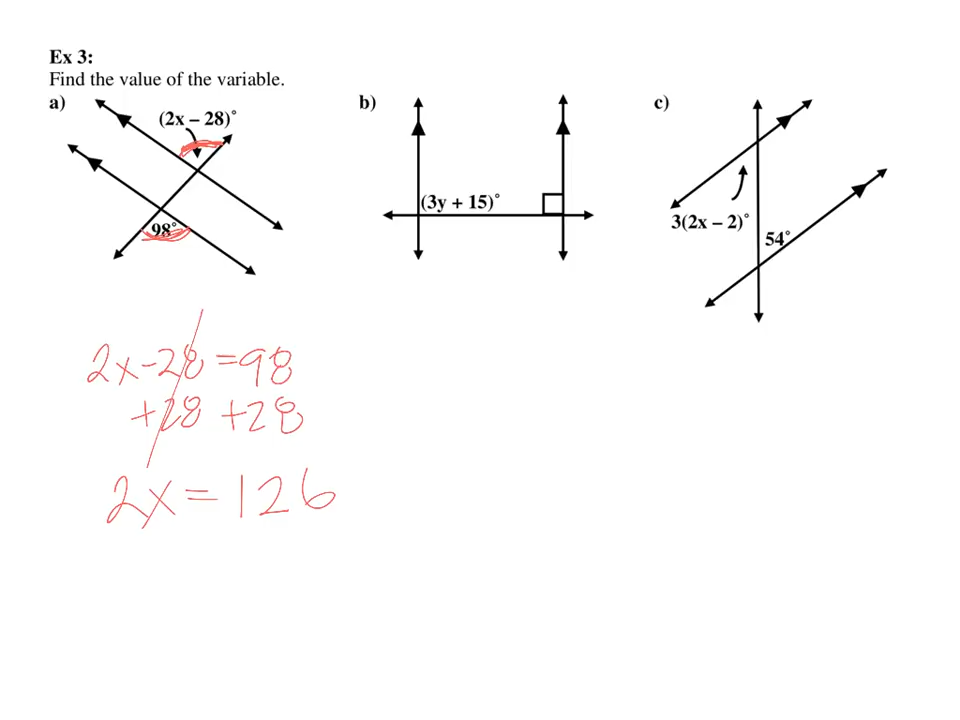 Ex 3:
Find the value of the variable.
a)
(2x – 28)°
98°
b)
(3y + 15)°
c)
3(2x – 2)°
54°
2x-28=98
+28 +28
2x=126